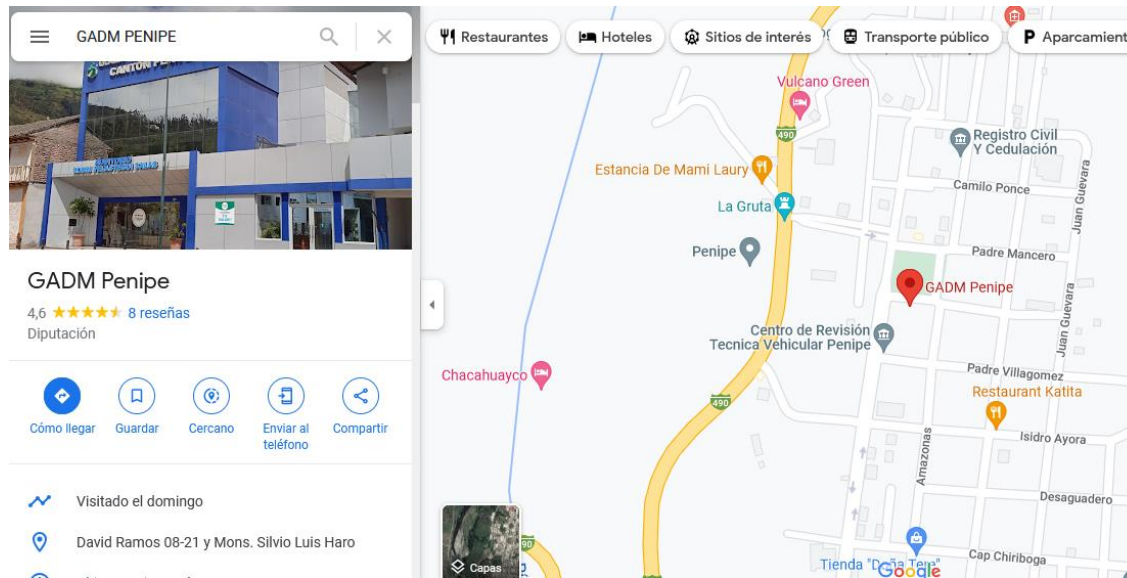 GADM PENIPE
GADM Penipe
4,6
8 reseñas
Diputación
Cómo llegar
Guardar
Cercano
Enviar al
teléfono
Compartir
Visitado el domingo
David Ramos 08-21 y Mons. Silvio Luis Haro
Restaurantes
Hoteles
Sitios de interés
Transporte público
P Aparcamient
Vulcano Green
490
Registro Civil
Y Cedulación
Estancia De Mami Laury
Camilo Ponce
La Gruta
Juan Guevara
Penipe
Padre Mancero
GADM Penipe
Centro de Revisión
Tecnica Vehicular Penipe
Juan Guevara
Chacahuayco
Padre Villagomez
Restaurant Katita
490
Isidro Ayora
Amazonas
Desaguadero
Capas
Cap Chiriboga
Tienda "Doña Tere"
Google